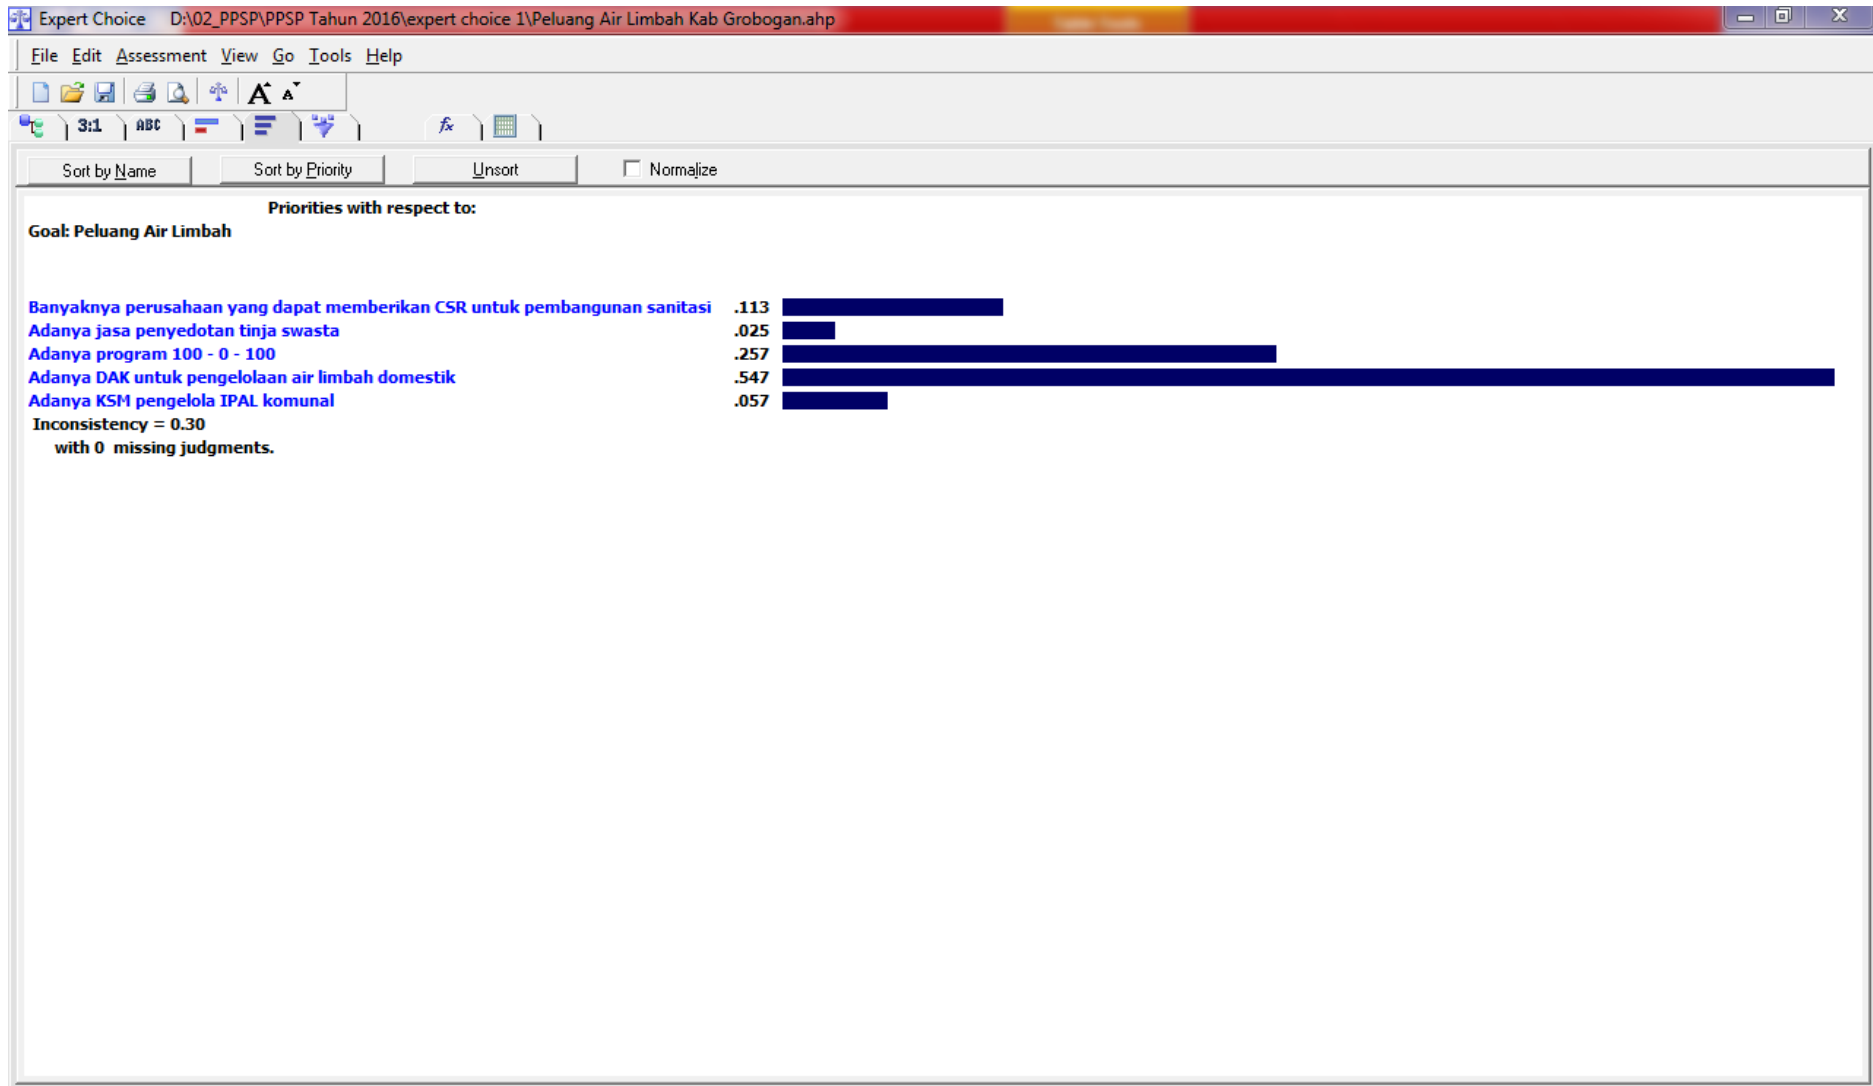 Expert Choice D:\02_PPSP\PPSP Tahun 2016\expert choice 1\Peluang Air Limbah Kab Grobogan.ahp
File Edit Assessment View Go Tools Help
A A
3:1 ABC fx
Sort by Name Sort by Priority Unsort Normalize
Priorities with respect to:
Goal: Peluang Air Limbah
Banyaknya perusahaan yang dapat memberikan CSR untuk pembangunan sanitasi .113
Adanya jasa penyedotan tinja swasta .025
Adanya program 100 - 0 - 100 .257
Adanya DAK untuk pengelolaan air limbah domestik .547
Adanya KSM pengelola IPAL komunal .057
Inconsistency = 0.30
with 0 missing judgments.